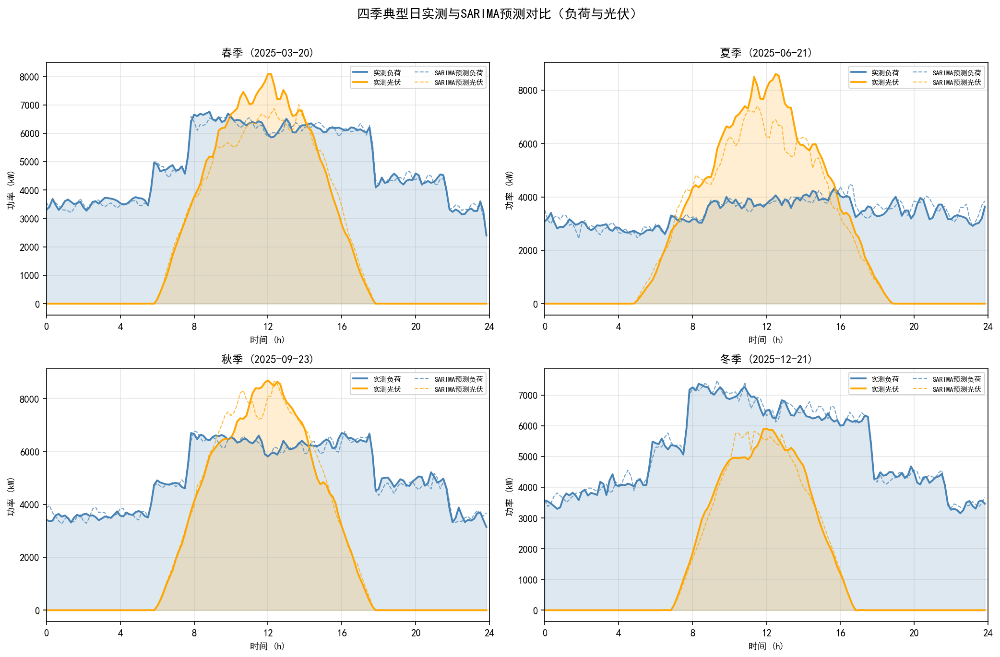 四季典型日实测与SARIMA预测对比（负荷与光伏）
春季 (2025-03-20)
实测负荷 SARIMA预测负荷
实测光伏 SARIMA预测光伏
功率 (kW)
8000
7000
6000
5000
4000
3000
2000
1000
0
0 4 8 12 16 20 24
时间 (h)
夏季 (2025-06-21)
实测负荷 SARIMA预测负荷
实测光伏 SARIMA预测光伏
功率 (kW)
8000
6000
4000
2000
0
0 4 8 12 16 20 24
时间 (h)
秋季 (2025-09-23)
实测负荷 SARIMA预测负荷
实测光伏 SARIMA预测光伏
功率 (kW)
8000
6000
4000
2000
0
0 4 8 12 16 20 24
时间 (h)
冬季 (2025-12-21)
实测负荷 SARIMA预测负荷
实测光伏 SARIMA预测光伏
功率 (kW)
7000
6000
5000
4000
3000
2000
1000
0
0 4 8 12 16 20 24
时间 (h)